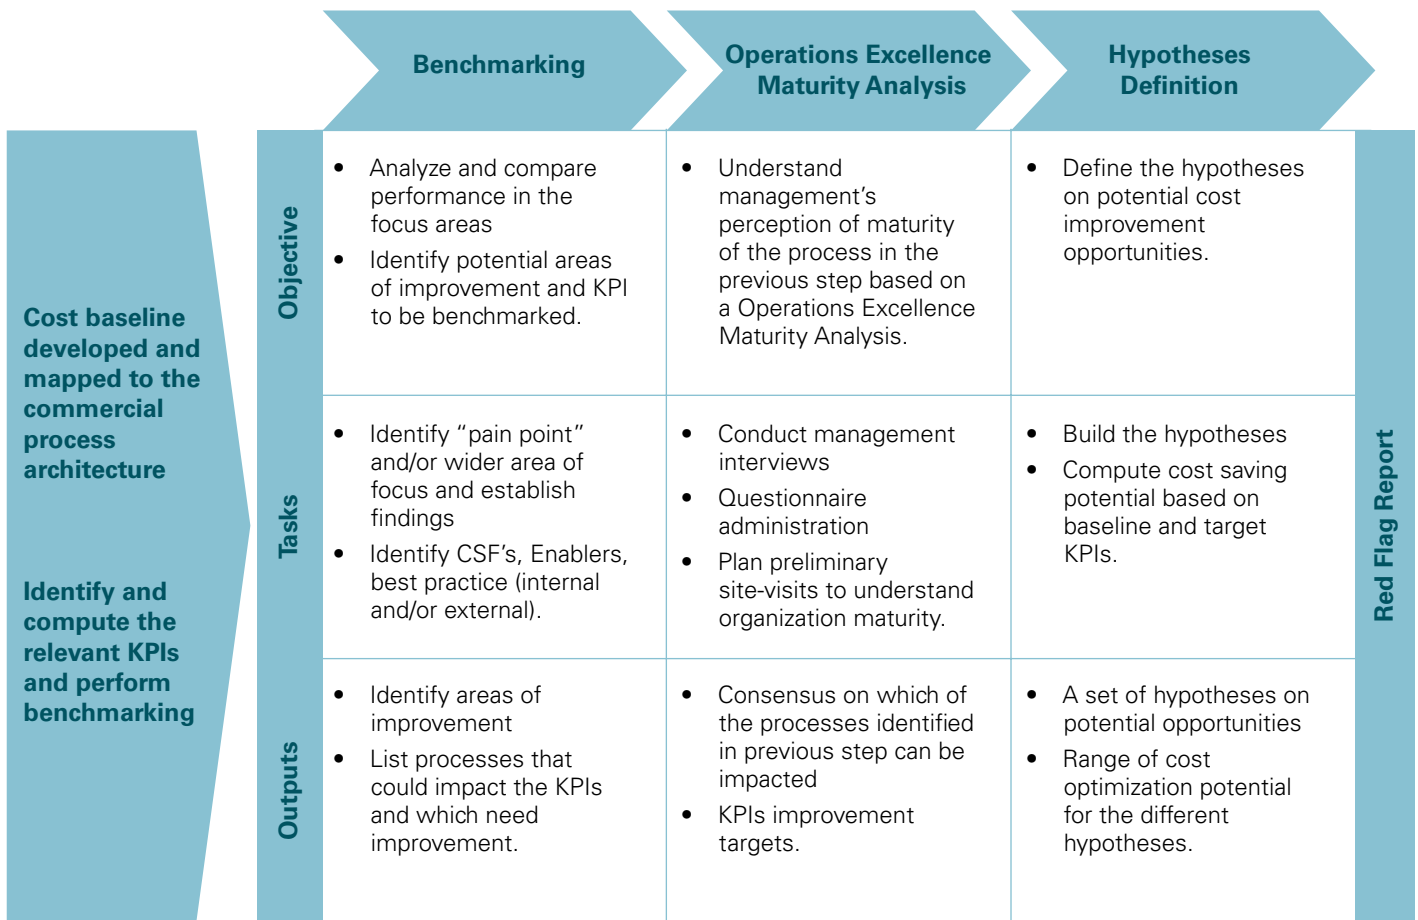 Benchmarking
Operations Excellence
Maturity Analysis
Hypotheses
Definition
Cost baseline
developed and
mapped to the
commercial
process
architecture
Identify and
compute the
relevant KPIs
and perform
benchmarking
Objective
• Analyze and compare
performance in the
focus areas
• Identify potential areas
of improvement and KPI
to be benchmarked.
• Understand
management’s
perception of maturity
of the process in the
previous step based on
a Operations Excellence
Maturity Analysis.
• Define the hypotheses
on potential cost
improvement
opportunities.
Tasks
• Identify “pain point”
and/or wider area of
focus and establish
findings
• Identify CSF’s, Enablers,
best practice (internal
and/or external).
• Conduct management
interviews
• Questionnaire
administration
• Plan preliminary
site-visits to understand
organization maturity.
• Build the hypotheses
• Compute cost saving
potential based on
baseline and target
KPIs.
Outputs
• Identify areas of
improvement
• List processes that
could impact the KPIs
and which need
improvement.
• Consensus on which of
the processes identified
in previous step can be
impacted
• KPIs improvement
targets.
• A set of hypotheses on
potential opportunities
• Range of cost
optimization potential
for the different
hypotheses.
Red Flag Report